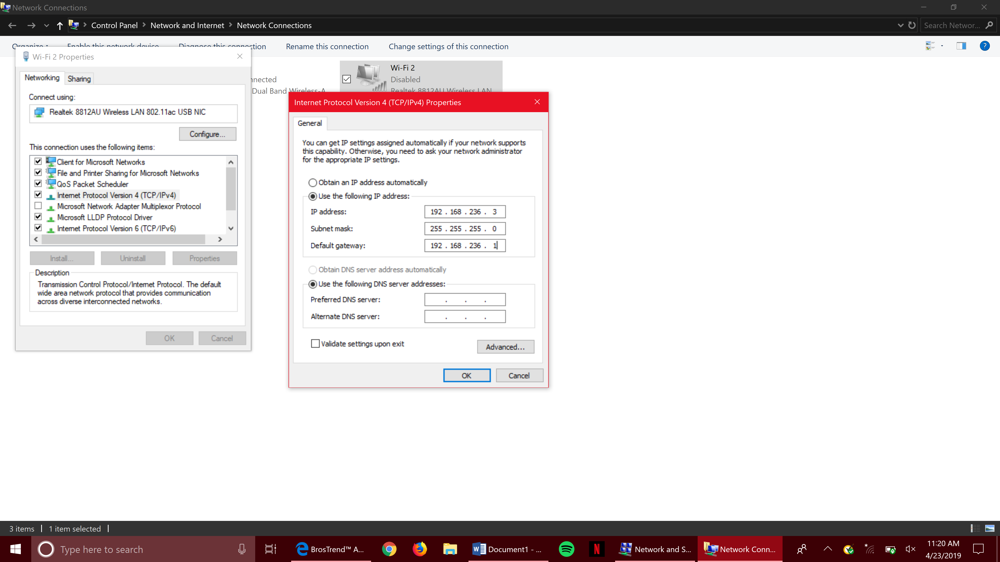 Network Connections
Control Panel > Network and Internet > Network Connections
Search Networ...
Organize Enable this network device Diagnose this connection Rename this connection Change settings of this connection
Wi-Fi 2 Properties
Networking
Sharing
Connect using:
Realtek 8812AU Wireless LAN 802.11ac USB NIC
Configure...
This connection uses the following items:
Client for Microsoft Networks
File and Printer Sharing for Microsoft Networks
QoS Packet Scheduler
Internet Protocol Version 4 (TCP/IPv4)
Microsoft Network Adapter Multiplexor Protocol
Microsoft LLDP Protocol Driver
Internet Protocol Version 6 (TCP/IPv6)
Install...
Uninstall
Properties
Description
Transmission Control Protocol/Internet Protocol. The default
wide area network protocol that provides communication
across diverse interconnected networks.
OK
Cancel
nnected
Dual Band Wireless-A
Wi-Fi 2
Disabled
Realtek 8812AU Wireless LAN
Internet Protocol Version 4 (TCP/IPv4) Properties
General
You can get IP settings assigned automatically if your network supports
this capability. Otherwise, you need to ask your network administrator
for the appropriate IP settings.
Obtain an IP address automatically
Use the following IP address:
IP address: 192 . 168 . 236 . 3
Subnet mask: 255 . 255 . 255 . 0
Default gateway: 192 . 168 . 236 . 1
Obtain DNS server address automatically
Use the following DNS server addresses:
Preferred DNS server: . . .
Alternate DNS server: . . .
Validate settings upon exit
Advanced...
OK
Cancel
3 items
1 item selected
Type here to search
BrosTrend™ A...
Document1 - ...
Network and S...
Network Conn...
11:20 AM
4/23/2019